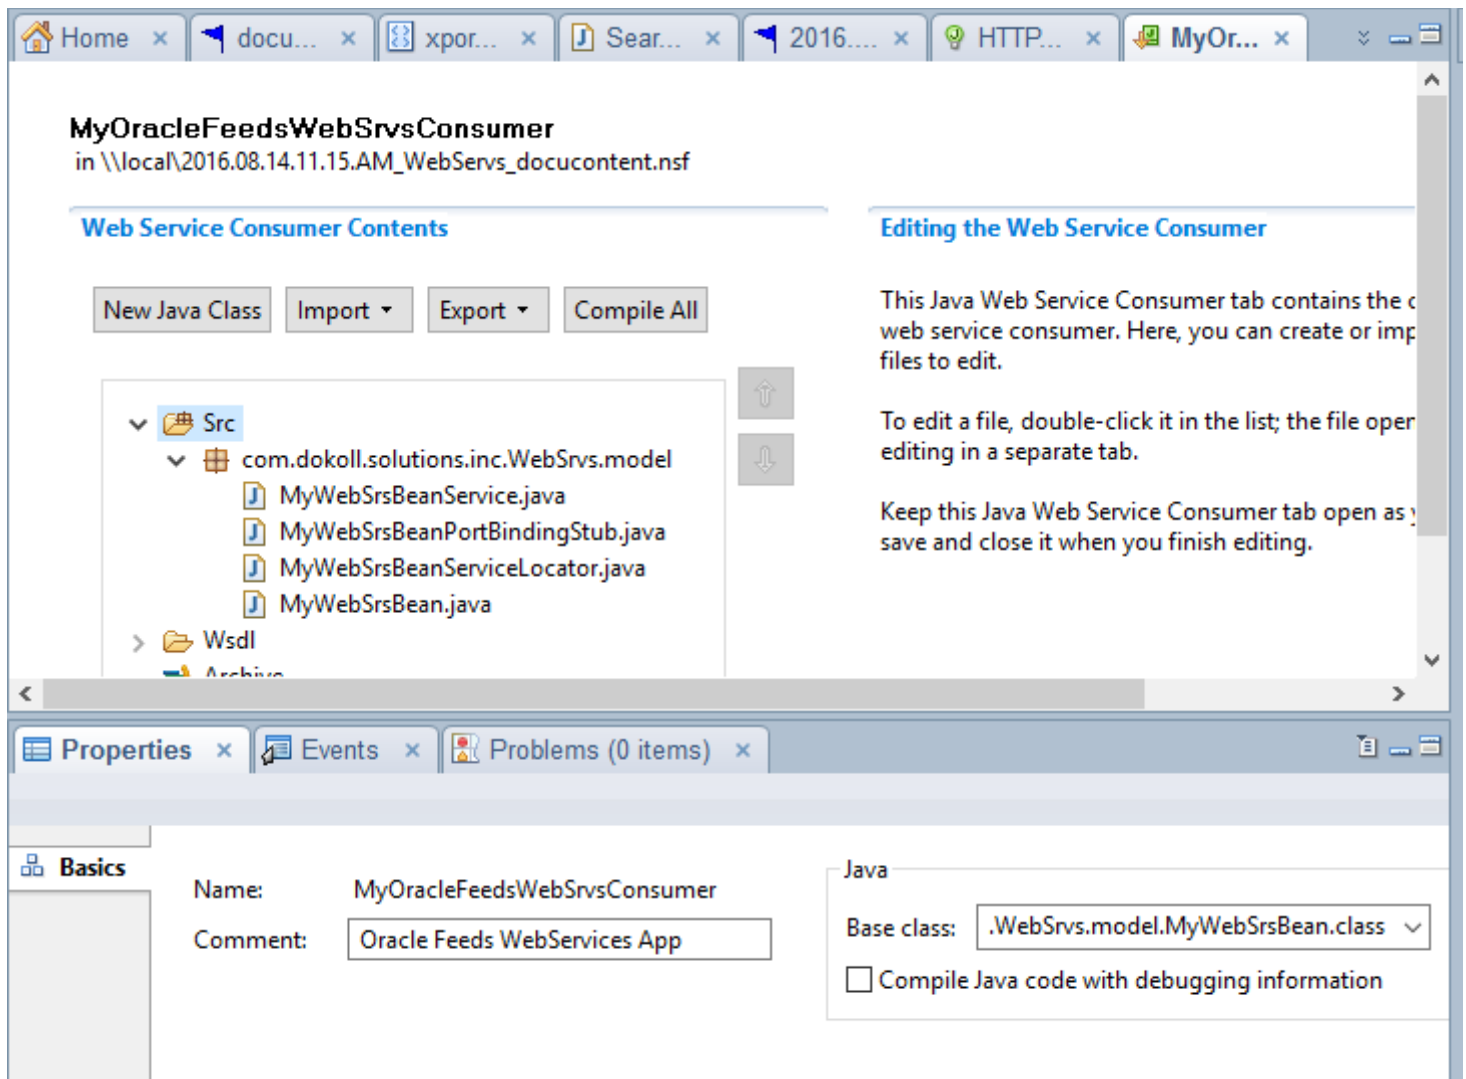 Home docu... xpor... Sear... 2016.... HTTP... MyOr...
MyOracleFeedsWebSrvsConsumer
in \\local\2016.08.14.11.15.AM_WebServs_docucontent.nsf
Web Service Consumer Contents
New Java Class Import Export Compile All
Src
com.dokoll.solutions.inc.WebSrvs.model
MyWebSrsBeanService.java
MyWebSrsBeanPortBindingStub.java
MyWebSrsBeanServiceLocator.java
MyWebSrsBean.java
Wsdl
Archive
Editing the Web Service Consumer
This Java Web Service Consumer tab contains the
web service consumer. Here, you can create or imp
files to edit.
To edit a file, double-click it in the list; the file oper
editing in a separate tab.
Keep this Java Web Service Consumer tab open as
save and close it when you finish editing.
Properties Events Problems (0 items)
Basics
Name: MyOracleFeedsWebSrvsConsumer
Comment: Oracle Feeds WebServices App
Java
Base class: .WebSrvs.model.MyWebSrsBean.class
Compile Java code with debugging information